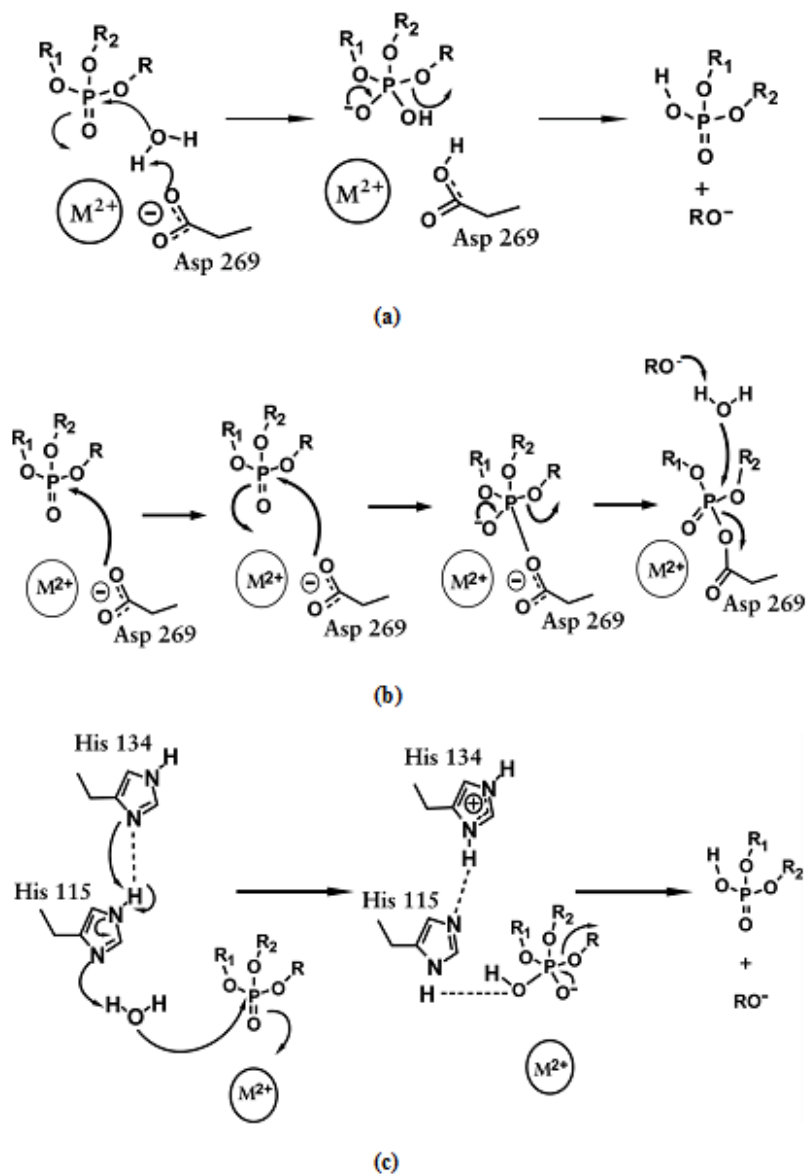 R₁ R₂ R
O O O
P
O
O H
H
M²⁺ ⊖ O
O
Asp 269
R₁ R₂ R
O O O
P
⁻O OH
M²⁺ H
O
O
Asp 269
H R₁
O O R₂
P O
O
+
RO⁻
(a)
R₁ R₂ R
O O O
P
O
M²⁺ ⊖ O
O
Asp 269
R₁ R₂ R
O O O
P
O
M²⁺ ⊖ O
O
Asp 269
R₁ R₂ R
O O O
P
⁻O
M²⁺ ⊖ O
O
Asp 269
RO⁻
H H
O
R₁ R₂
O P O
O
O
M²⁺
O
Asp 269
(b)
His 134
H
N
N
H
His 115
N
N
H H
O
R₁ R₂ R
O O O
P
O
M²⁺
His 134
H
N
⊕
N
H
His 115
N
N
H
R₁ R₂ R
O O O
H P
O O⁻
M²⁺
H R₁
O O R₂
P O
O
+
RO⁻
(c)